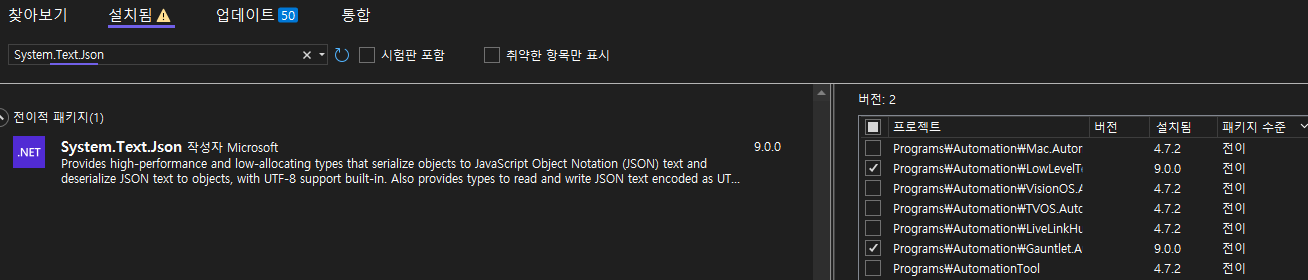 찾아보기 설치됨 업데이트 50 통합
System.Text.Json 시험판 포함 취약한 항목만 표시
전이적 패키지(1)
.NET
System.Text.Json 작성자 Microsoft 9.0.0
Provides high-performance and low-allocating types that serialize objects to JavaScript Object Notation (JSON) text and
deserialize JSON text to objects, with UTF-8 support built-in. Also provides types to read and write JSON text encoded as UT...
버전: 2
프로젝트 버전 설치됨 패키지 수준
Programs₩Automation₩Mac.Autor 4.7.2 전이
Programs₩Automation₩LowLevelTe 9.0.0 전이
Programs₩Automation₩VisionOS.A 4.7.2 전이
Programs₩Automation₩TVOS.Auto 4.7.2 전이
Programs₩Automation₩LiveLinkHu 4.7.2 전이
Programs₩Automation₩Gauntlet.A 9.0.0 전이
Programs₩AutomationTool 4.7.2 전이